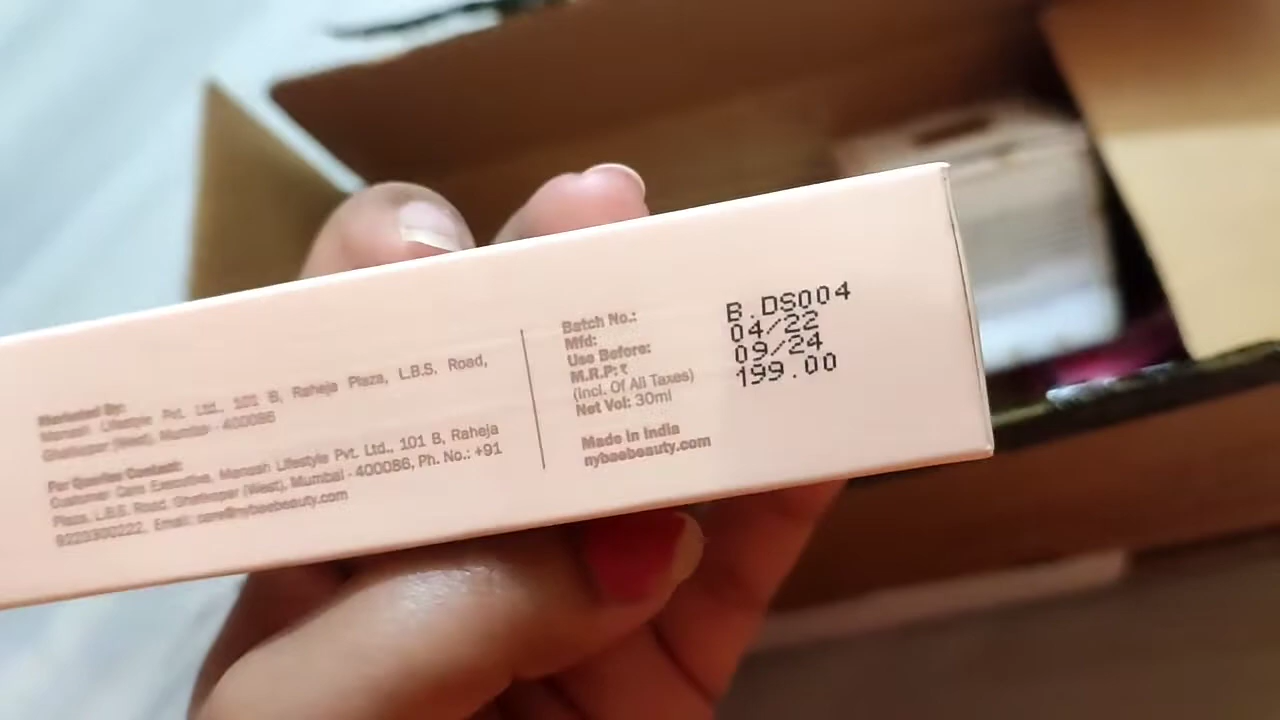 Marketed By:
Manash Lifestyle Pvt. Ltd., 101 B, Raheja Plaza, L.B.S. Road,
Ghatkopar (West), Mumbai - 400086
For Queries Contact:
Customer Care Executive, Manash Lifestyle Pvt. Ltd., 101 B, Raheja
Plaza, L.B.S. Road, Ghatkopar (West), Mumbai - 400086, Ph. No.: +91
9223300222, Email: care@nybaebeauty.com
Batch No.: B.DS004
Mfd: 04/22
Use Before: 09/24
M.R.P.: ₹ 199.00
(Incl. Of All Taxes)
Net Vol: 30ml
Made in India
nybaebeauty.com